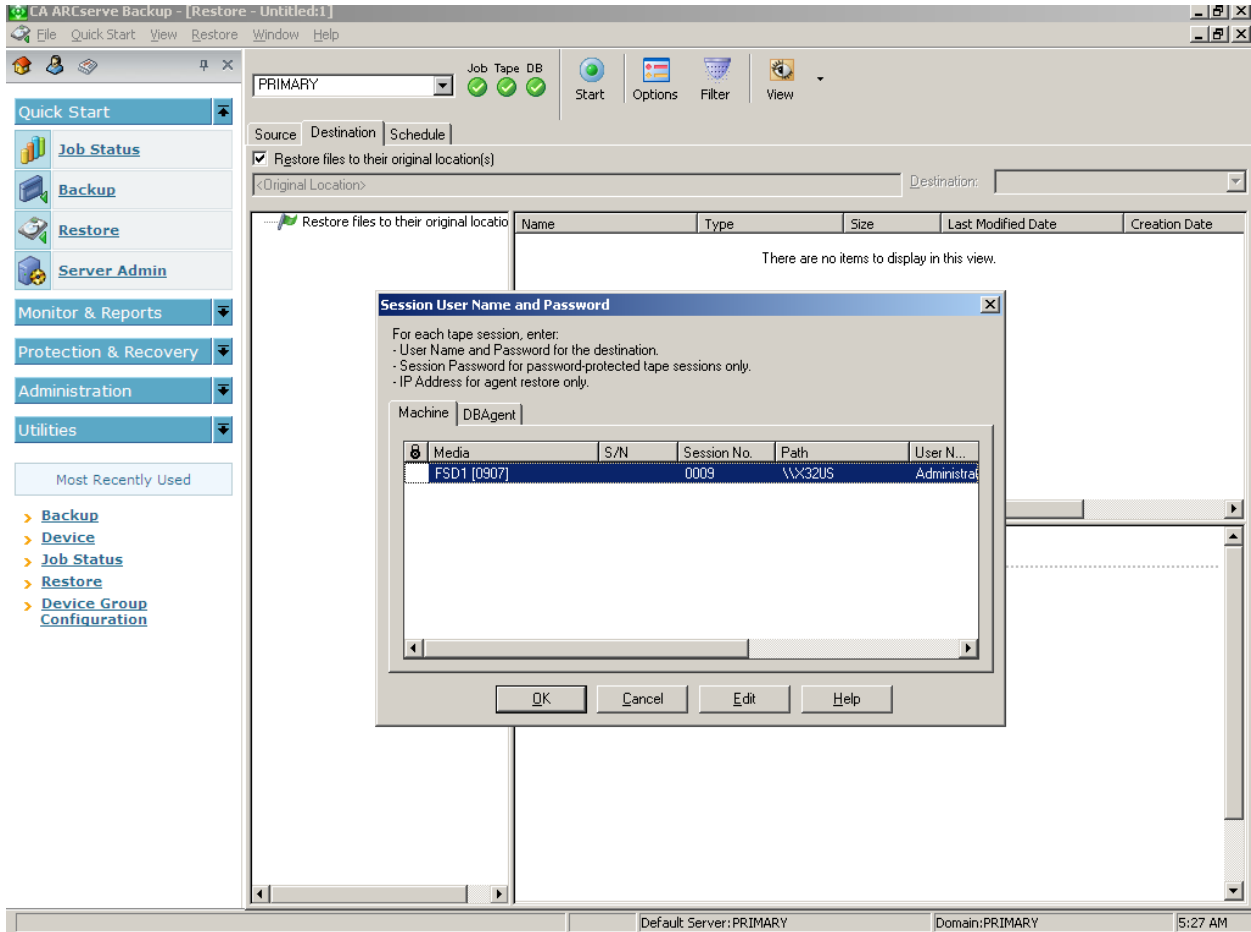 CA ARCserve Backup - [Restore - Untitled:1]
File Quick Start View Restore Window Help
PRIMARY
Job Tape DB
Start Options Filter View
Quick Start
Job Status
Backup
Restore
Server Admin
Monitor & Reports
Protection & Recovery
Administration
Utilities
Most Recently Used
Backup
Device
Job Status
Restore
Device Group
Configuration
Source Destination Schedule
Restore files to their original location(s)
<Original Location> Destination:
Restore files to their original locatio
Name Type Size Last Modified Date Creation Date
There are no items to display in this view.
Session User Name and Password
For each tape session, enter:
- User Name and Password for the destination.
- Session Password for password-protected tape sessions only.
- IP Address for agent restore only.
Machine DBAgent
Media S/N Session No. Path User N...
FSD1 [0907] 0009 \\X32US Administra
OK Cancel Edit Help
Default Server:PRIMARY Domain:PRIMARY 5:27 AM